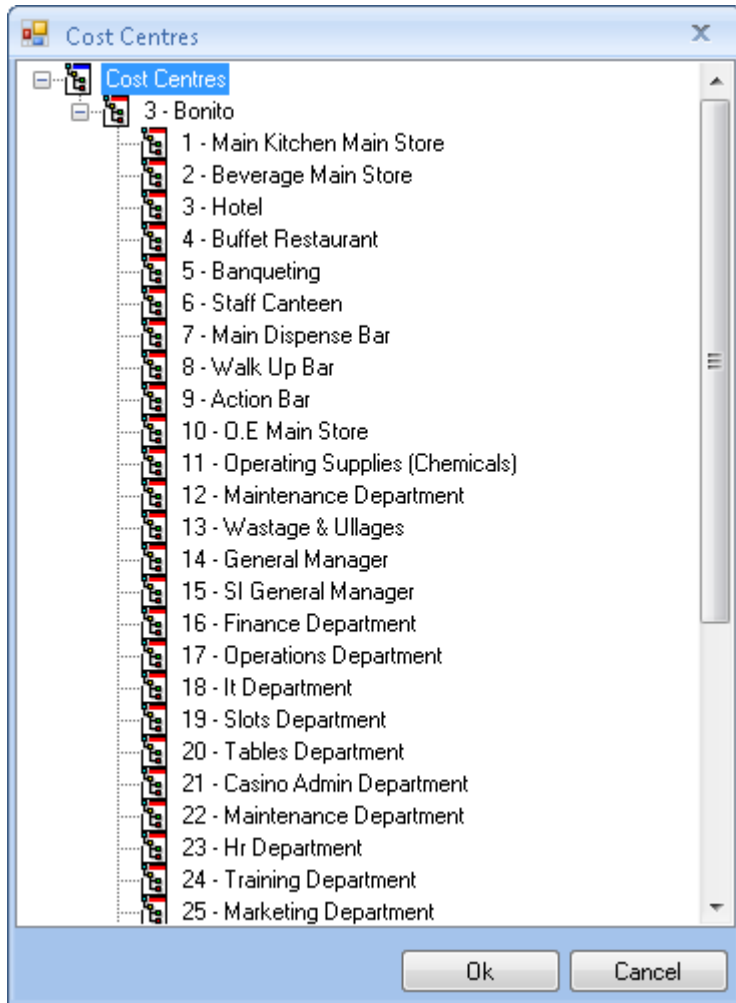 Cost Centres
Cost Centres
3 - Bonito
1 - Main Kitchen Main Store
2 - Beverage Main Store
3 - Hotel
4 - Buffet Restaurant
5 - Banqueting
6 - Staff Canteen
7 - Main Dispense Bar
8 - Walk Up Bar
9 - Action Bar
10 - O.E Main Store
11 - Operating Supplies (Chemicals)
12 - Maintenance Department
13 - Wastage & Ullages
14 - General Manager
15 - SI General Manager
16 - Finance Department
17 - Operations Department
18 - It Department
19 - Slots Department
20 - Tables Department
21 - Casino Admin Department
22 - Maintenance Department
23 - Hr Department
24 - Training Department
25 - Marketing Department
Ok Cancel